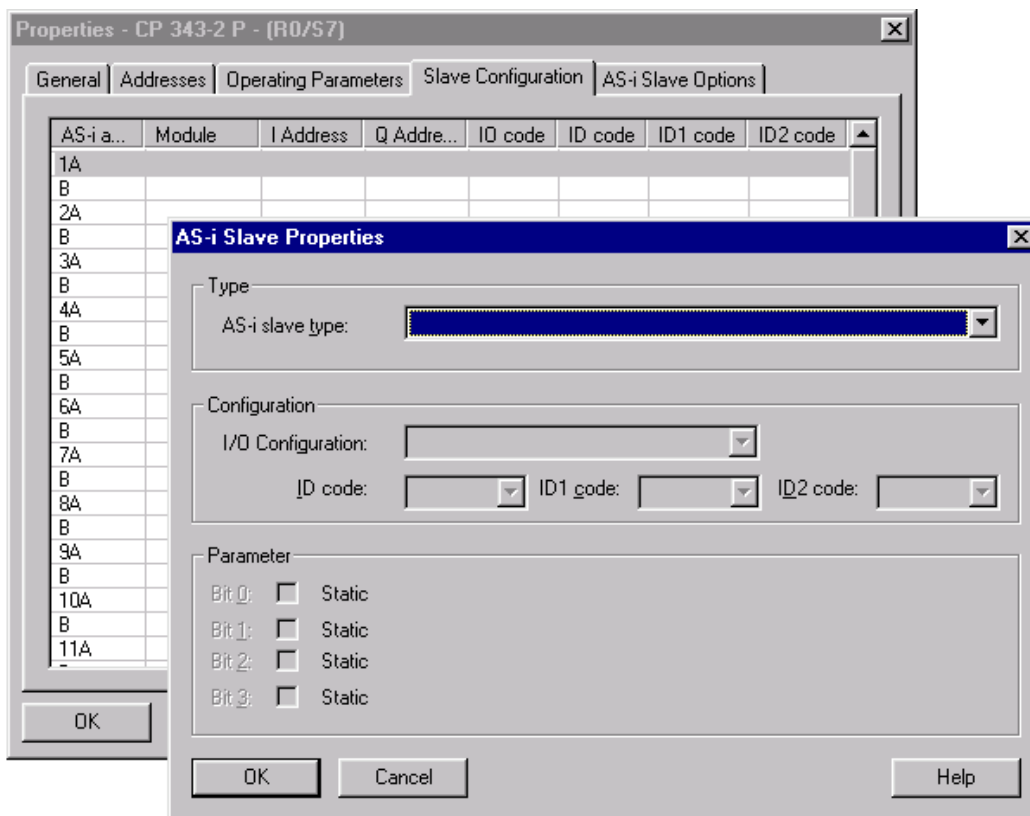 Properties - CP 343-2 P - (R0/S7)
General Addresses Operating Parameters Slave Configuration AS-i Slave Options
AS-i a... Module I Address Q Addre... IO code ID code ID1 code ID2 code
1A
B
2A
B
3A
B
4A
B
5A
B
6A
B
7A
B
8A
B
9A
B
10A
B
11A
OK
AS-i Slave Properties
Type
AS-i slave type:
Configuration
I/O Configuration:
ID code: ID1 code: ID2 code:
Parameter
Bit 0: Static
Bit 1: Static
Bit 2: Static
Bit 3: Static
OK Cancel Help